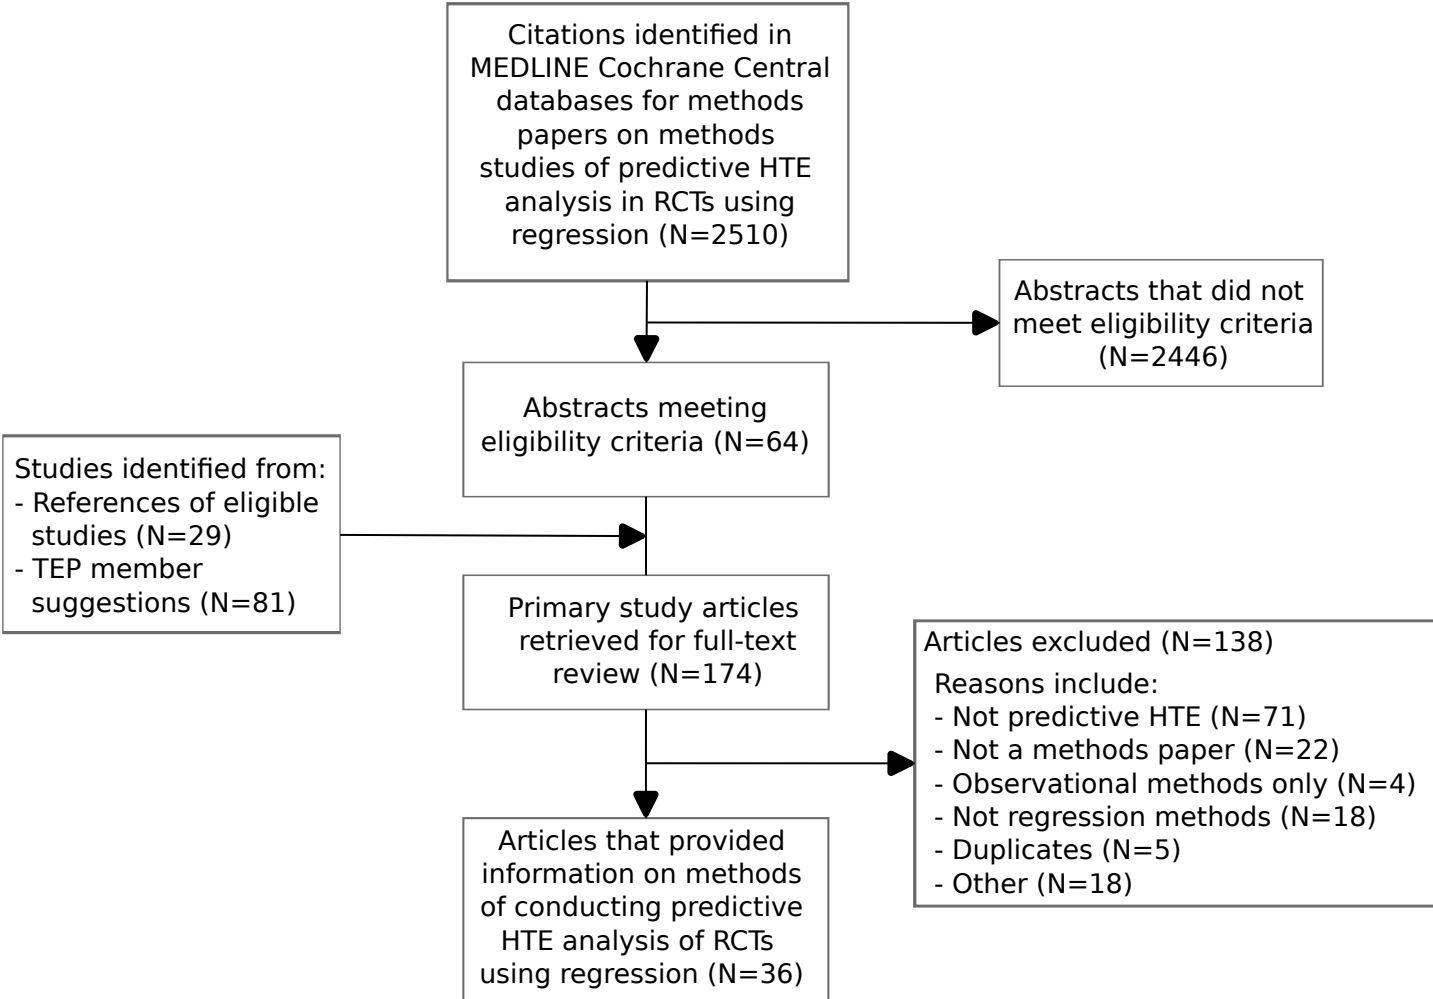 Citations identified in
MEDLINE Cochrane Central
databases for methods
papers on methods
studies of predictive HTE
analysis in RCTs using
regression (N=2510)
Abstracts that did not
meet eligibility criteria
(N=2446)
Abstracts meeting
eligibility criteria (N=64)
Studies identified from:
- References of eligible
studies (N=29)
- TEP member
suggestions (N=81)
Primary study articles
retrieved for full-text
review (N=174)
Articles excluded (N=138)
Reasons include:
- Not predictive HTE (N=71)
- Not a methods paper (N=22)
- Observational methods only (N=4)
- Not regression methods (N=18)
- Duplicates (N=5)
- Other (N=18)
Articles that provided
information on methods
of conducting predictive
HTE analysis of RCTs
using regression (N=36)